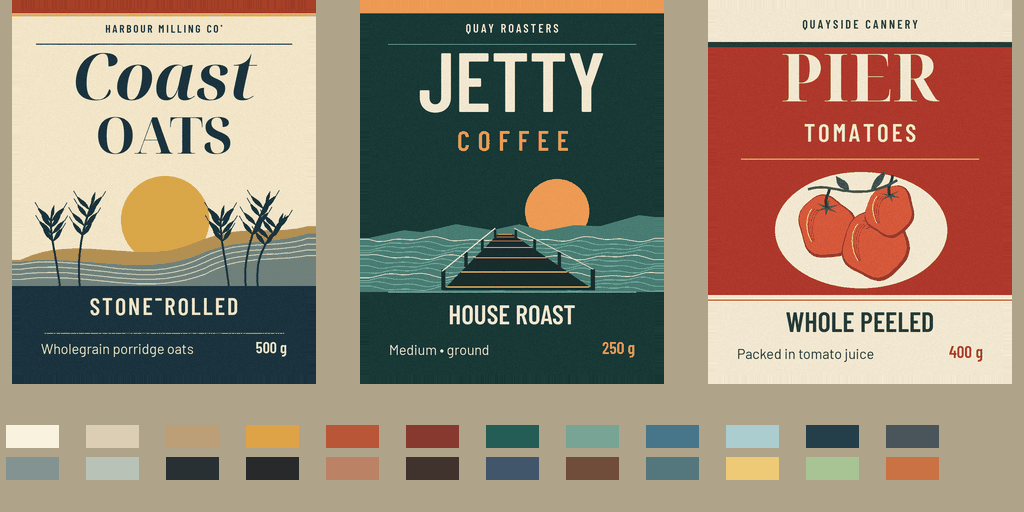 HARBOUR MILLING CO'
Coast
OATS
STONE-ROLLED
Wholegrain porridge oats
500 g
QUAY ROASTERS
JETTY
COFFEE
HOUSE ROAST
Medium • ground
250 g
QUAYSIDE CANNERY
PIER
TOMATOES
WHOLE PEELED
Packed in tomato juice
400 g